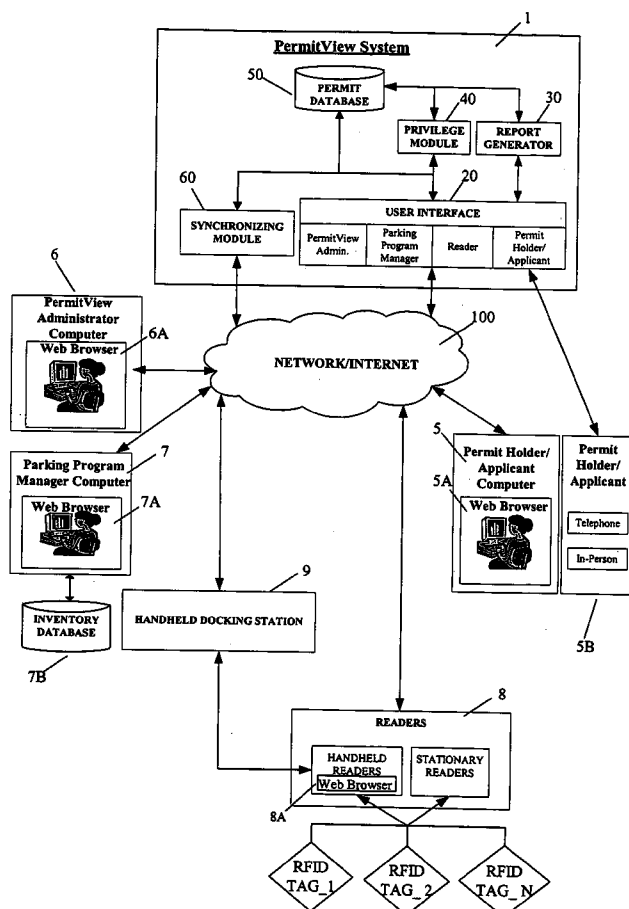 1
PermitView System
50
PERMIT
DATABASE
40
PRIVILEGE
MODULE
30
REPORT
GENERATOR
60
SYNCHRONIZING
MODULE
20
USER INTERFACE
PermitView
Admin.
Parking
Program
Manager
Reader
Permit
Holder/
Applicant
6
PermitView
Administrator
Computer
6A
Web Browser
100
NETWORK/INTERNET
7
Parking Program
Manager Computer
Web Browser
7A
INVENTORY
DATABASE
7B
5
Permit Holder/
Applicant
Computer
5A
Web Browser
Permit
Holder/
Applicant
Telephone
In-Person
5B
9
HANDHELD DOCKING STATION
8
READERS
HANDHELD
READERS
Web Browser
8A
STATIONARY
READERS
RFID
TAG_1
RFID
TAG_2
RFID
TAG_N